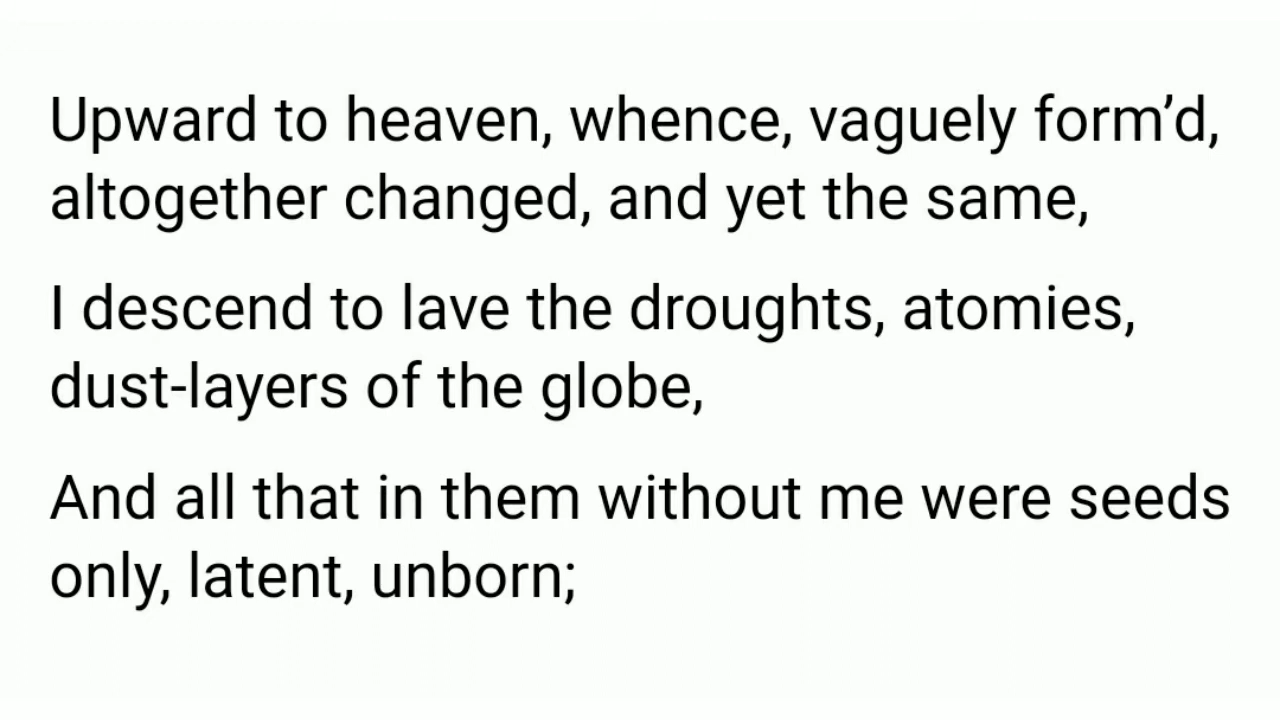 Upward to heaven, whence, vaguely form’d,
altogether changed, and yet the same,
I descend to lave the droughts, atomies,
dust-layers of the globe,
And all that in them without me were seeds
only, latent, unborn;